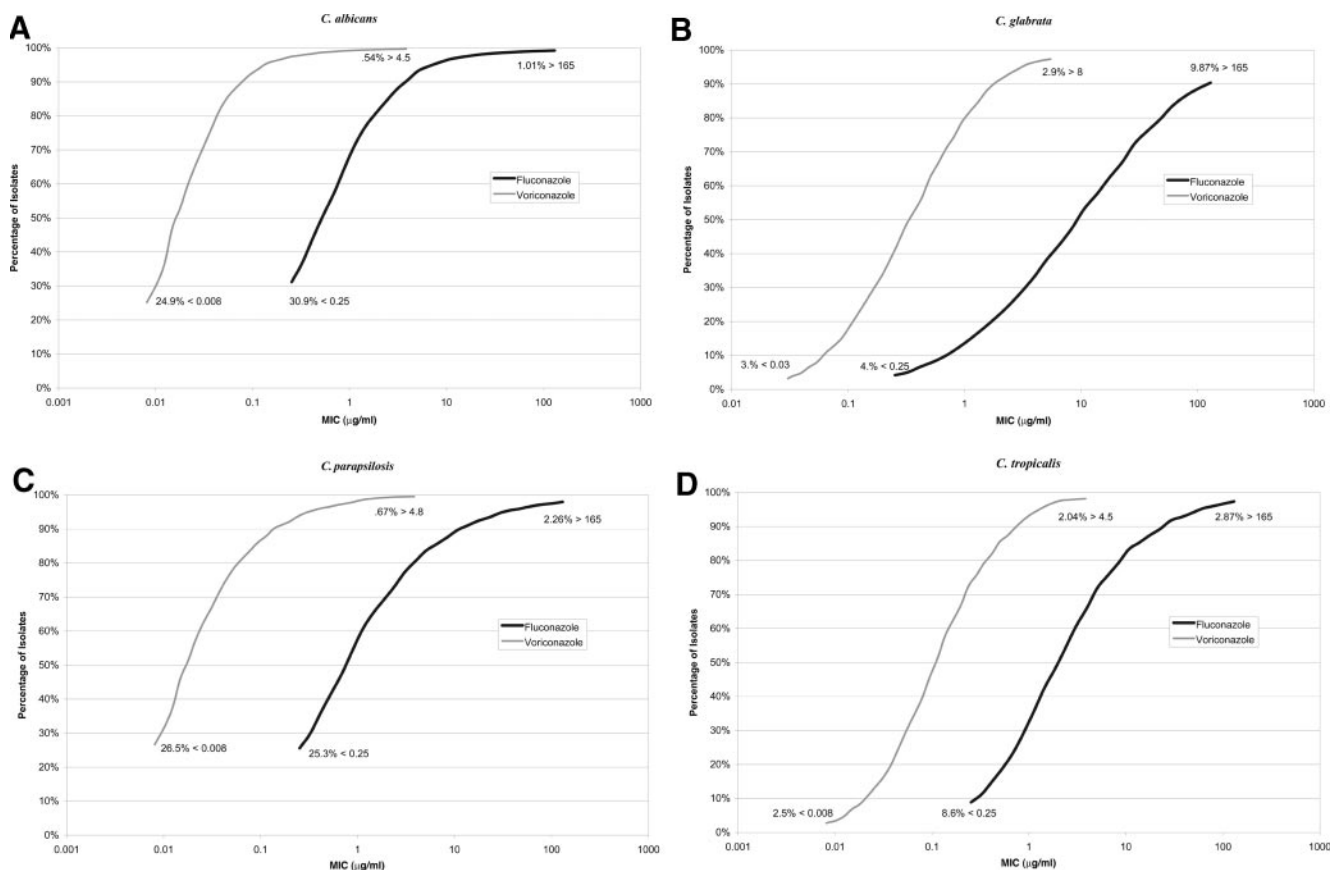 A
C. albicans
100%
90%
80%
70%
60%
50%
40%
30%
20%
10%
0%
Percentage of Isolates
.54% > 4.5
1.01% > 165
Fluconazole
Voriconazole
24.9% < 0.008
30.9% < 0.25
0.001
0.01
0.1
1
10
100
1000
MIC (µg/ml)
B
C. glabrata
100%
90%
80%
70%
60%
50%
40%
30%
20%
10%
0%
Percentage of Isolates
2.9% > 8
9.87% > 165
Fluconazole
Voriconazole
3.% < 0.03
4.% < 0.25
0.01
0.1
1
10
100
1000
MIC (µg/ml)
C
C. parapsilosis
100%
90%
80%
70%
60%
50%
40%
30%
20%
10%
0%
Percentage of Isolates
.67% > 4.8
2.26% > 165
Fluconazole
Voriconazole
26.5% < 0.008
25.3% < 0.25
0.001
0.01
0.1
1
10
100
1000
MIC (µg/ml)
D
C. tropicalis
100%
90%
80%
70%
60%
50%
40%
30%
20%
10%
0%
Percentage of Isolates
2.04% > 4.5
2.87% > 165
Fluconazole
Voriconazole
2.5% < 0.008
8.6% < 0.25
0.001
0.01
0.1
1
10
100
1000
MIC (µg/ml)